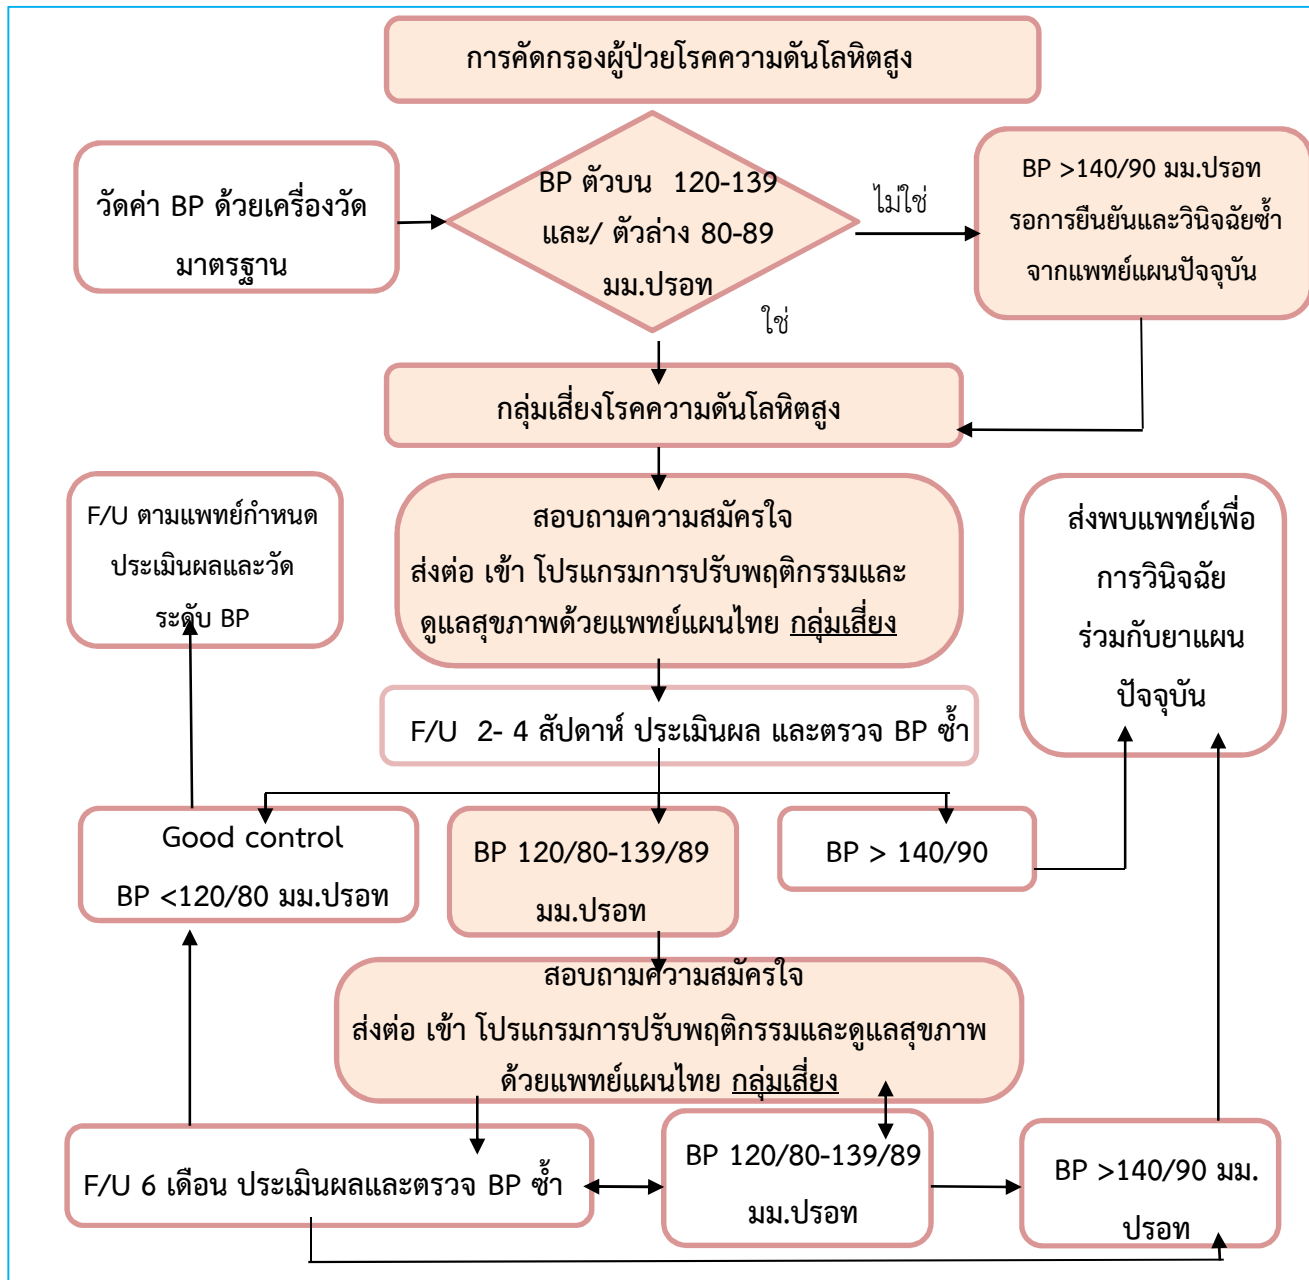 การคัดกรองผู้ป่วยโรคความดันโลหิตสูง
วัดค่า BP ด้วยเครื่องวัด
มาตรฐาน
BP ตัวบน 120-139
และ/ ตัวล่าง 80-89
มม.ปรอท
ไม่ใช่
BP >140/90 มม.ปรอท
รอการยืนยันและวินิจฉัยซ้ำ
จากแพทย์แผนปัจจุบัน
ใช่
กลุ่มเสี่ยงโรคความดันโลหิตสูง
F/U ตามแพทย์กำหนด
ประเมินผลและวัด
ระดับ BP
สอบถามความสมัครใจ
ส่งต่อ เข้า โปรแกรมการปรับพฤติกรรมและ
ดูแลสุขภาพด้วยแพทย์แผนไทย กลุ่มเสี่ยง
ส่งพบแพทย์เพื่อ
การวินิจฉัย
ร่วมกับยาแผน
ปัจจุบัน
F/U 2- 4 สัปดาห์ ประเมินผล และตรวจ BP ซ้ำ
Good control
BP <120/80 มม.ปรอท
BP 120/80-139/89
มม.ปรอท
BP > 140/90
สอบถามความสมัครใจ
ส่งต่อ เข้า โปรแกรมการปรับพฤติกรรมและดูแลสุขภาพ
ด้วยแพทย์แผนไทย กลุ่มเสี่ยง
F/U 6 เดือน ประเมินผลและตรวจ BP ซ้ำ
BP 120/80-139/89
มม.ปรอท
BP >140/90 มม.
ปรอท